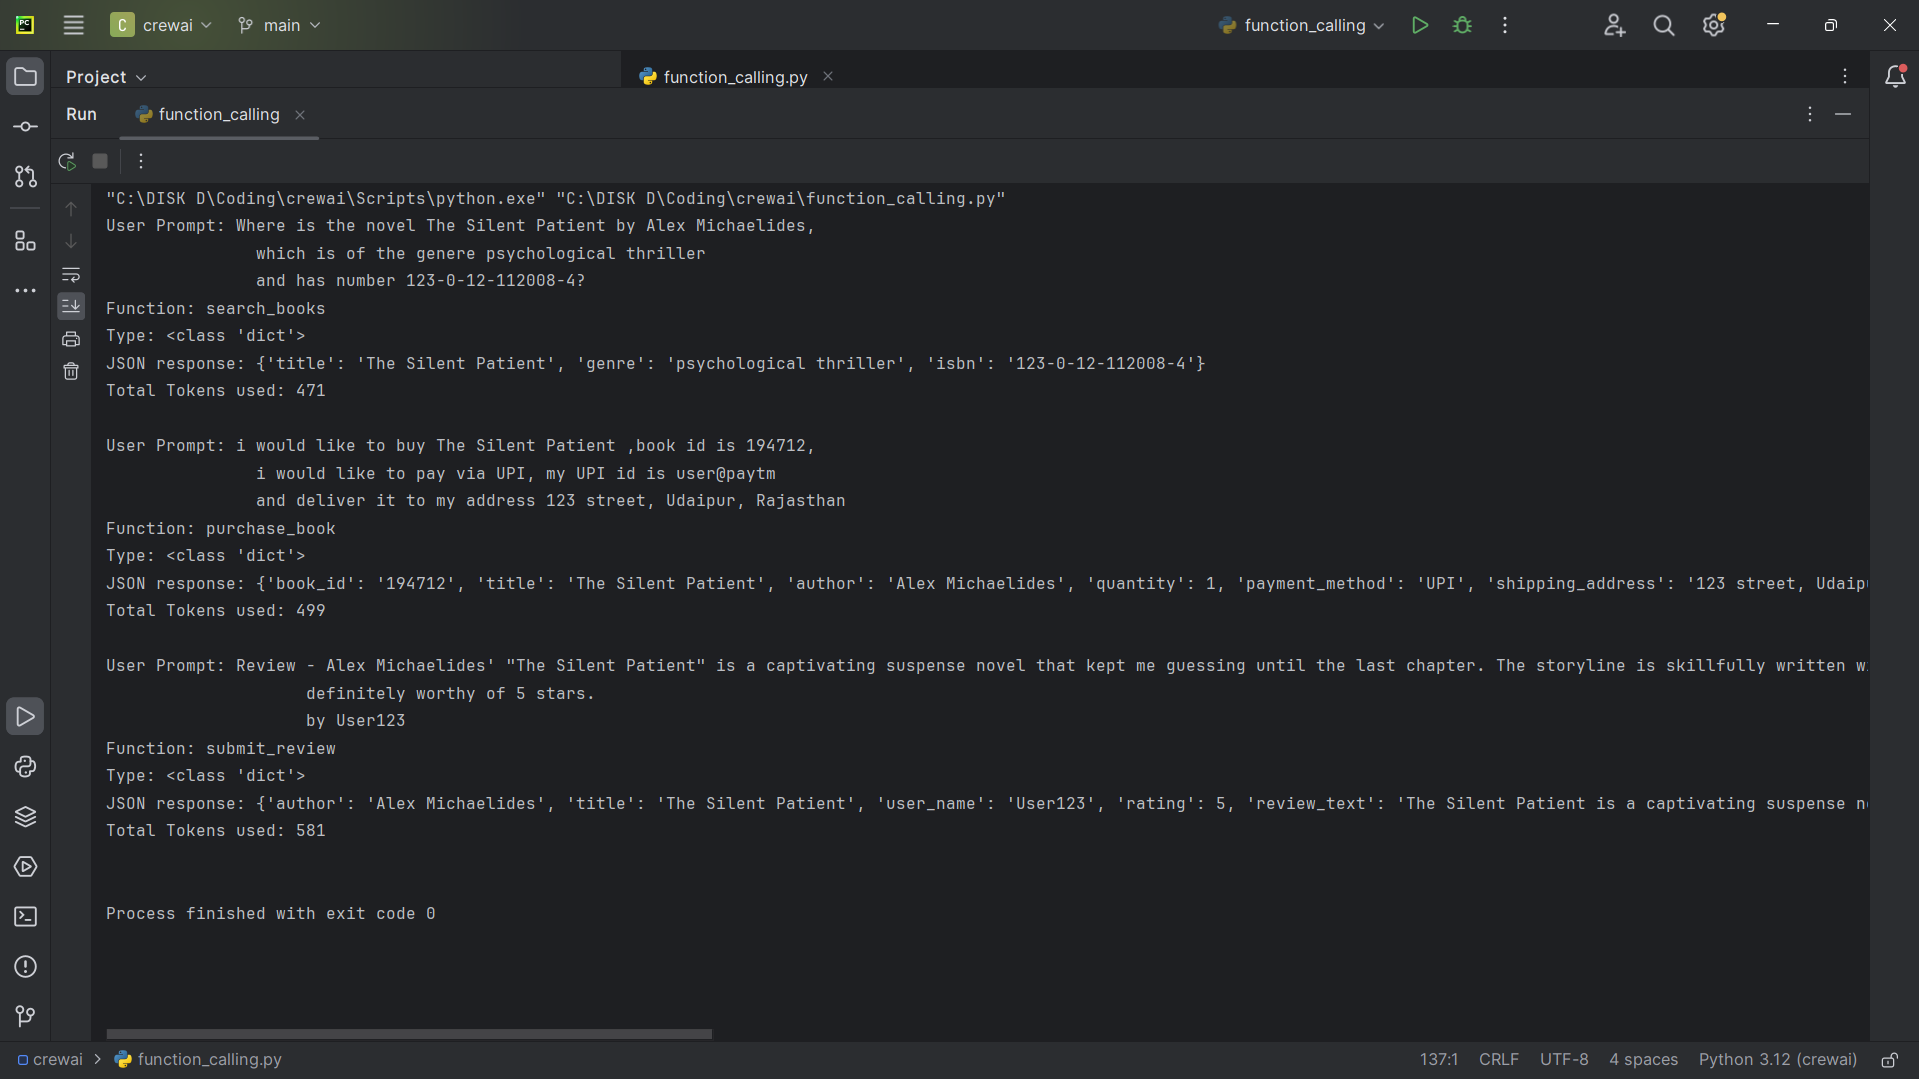 PC
C crewai main function_calling
Project function_calling.py
Run function_calling
"C:\DISK D\Coding\crewai\Scripts\python.exe" "C:\DISK D\Coding\crewai\function_calling.py"
User Prompt: Where is the novel The Silent Patient by Alex Michaelides,
which is of the genere psychological thriller
and has number 123-0-12-112008-4?
Function: search_books
Type: <class 'dict'>
JSON response: {'title': 'The Silent Patient', 'genre': 'psychological thriller', 'isbn': '123-0-12-112008-4'}
Total Tokens used: 471
User Prompt: i would like to buy The Silent Patient ,book id is 194712,
i would like to pay via UPI, my UPI id is user@paytm
and deliver it to my address 123 street, Udaipur, Rajasthan
Function: purchase_book
Type: <class 'dict'>
JSON response: {'book_id': '194712', 'title': 'The Silent Patient', 'author': 'Alex Michaelides', 'quantity': 1, 'payment_method': 'UPI', 'shipping_address': '123 street,
Total Tokens used: 499
User Prompt: Review - Alex Michaelides' "The Silent Patient" is a captivating suspense novel that kept me guessing until the last chapter. The storyline is skillfully written
definitely worthy of 5 stars.
by User123
Function: submit_review
Type: <class 'dict'>
JSON response: {'author': 'Alex Michaelides', 'title': 'The Silent Patient', 'user_name': 'User123', 'rating': 5, 'review_text': 'The Silent Patient is a captivating suspense
Total Tokens used: 581
Process finished with exit code 0
crewai > function_calling.py 137:1 CRLF UTF-8 4 spaces Python 3.12 (crewai)